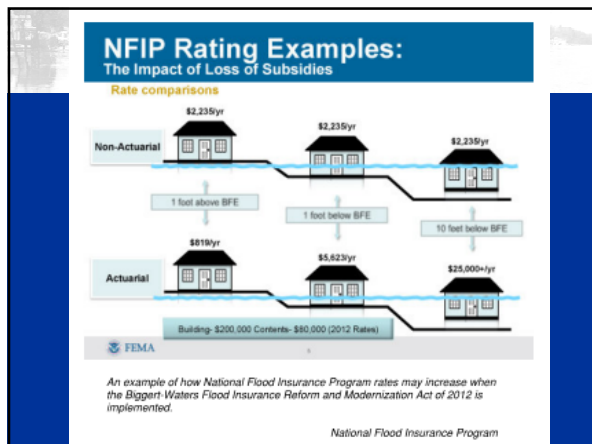 NFIP Rating Examples:
The Impact of Loss of Subsidies
Rate comparisons
$2,235/yr
$2,235/yr
$2,235/yr
Non-Actuarial
1 foot above BFE
1 foot below BFE
10 feet below BFE
$819/yr
$5,623/yr
$25,000+/yr
Actuarial
Building- $200,000 Contents- $80,000 (2012 Rates)
FEMA
An example of how National Flood Insurance Program rates may increase when
the Biggert-Waters Flood Insurance Reform and Modernization Act of 2012 is
implemented.
National Flood Insurance Program